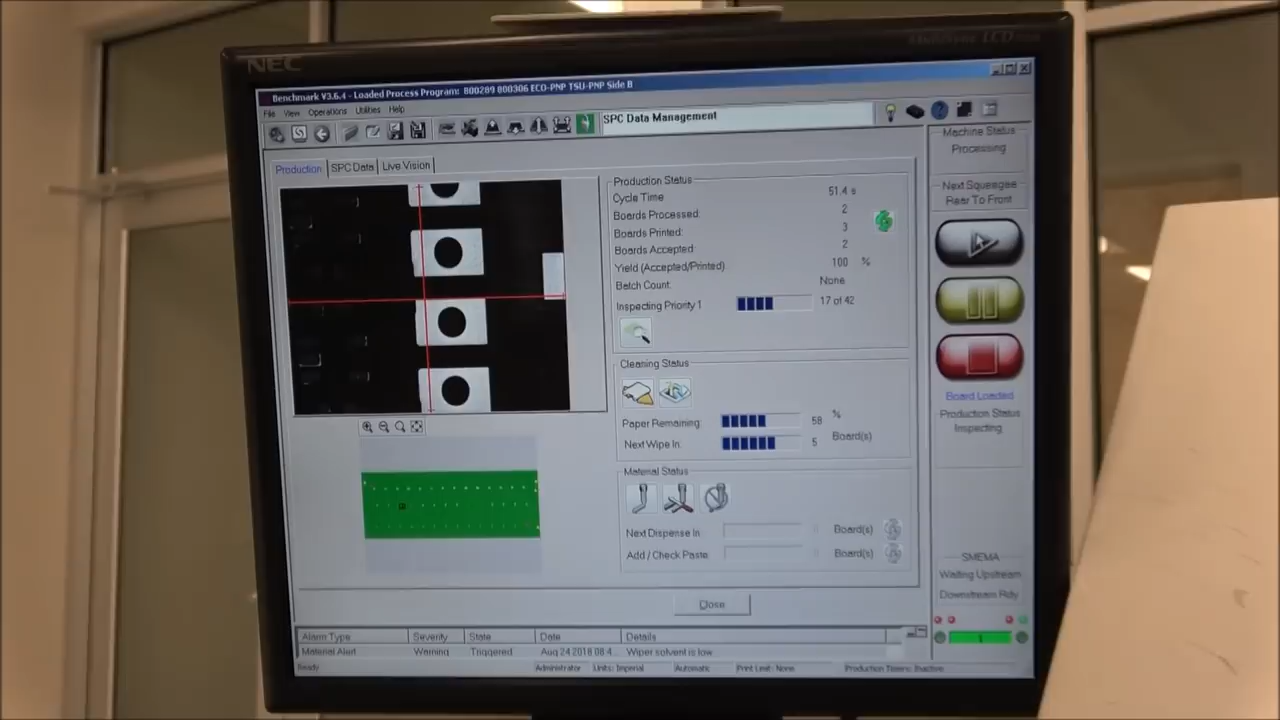 NEC
Benchmark V3.6.4 - Loaded Process Program: 800289 800306 ECO-PNP TSU-PNP Side B
File View Operations Utilities Help
SPC Data Management
Production SPC Data Live Vision
Production Status
Cycle Time 51.4 s
Boards Processed: 2
Boards Printed: 3
Boards Accepted: 2
Yield (Accepted/Printed) 100 %
Batch Count: None
Inspecting Priority 1 17 of 42
Cleaning Status
Paper Remaining: 58 %
Next Wipe In: 5 Board(s)
Material Status
Next Dispense In: Board(s)
Add / Check Paste: Board(s)
Close
Machine Status
Processing
Next Squeegee
Rear To Front
Board Loaded
Production Status
Inspecting
SMEMA
Waiting Upstream
Downstream Rdy
Alarm Type Severity State Date Details
Material Alert Warning Triggered Aug 24 2018 08:4... Wiper solvent is low
Ready Administrator Units: Imperial Automatic Print Limit: None Production Timers: Inactive